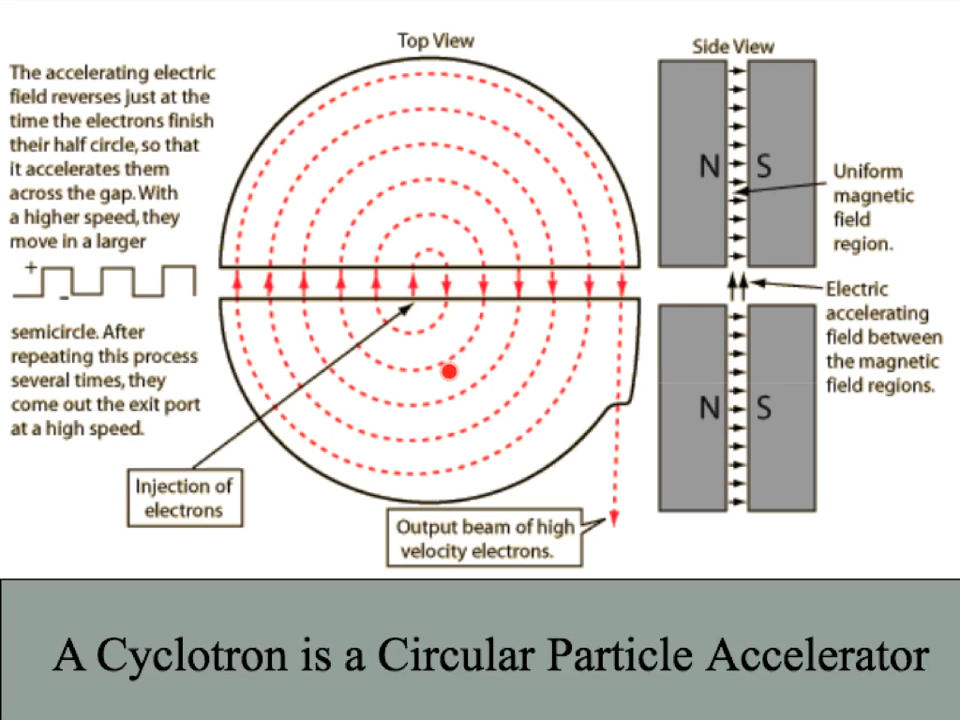 Top View
Side View
The accelerating electric
field reverses just at the
time the electrons finish
their half circle, so that
it accelerates them
across the gap. With
a higher speed, they
move in a larger
+
-
semicircle. After
repeating this process
several times, they
come out the exit port
at a high speed.
N S
Uniform
magnetic
field
region.
Electric
accelerating
field between
the magnetic
field regions.
N S
Injection of
electrons
Output beam of high
velocity electrons.
A Cyclotron is a Circular Particle Accelerator